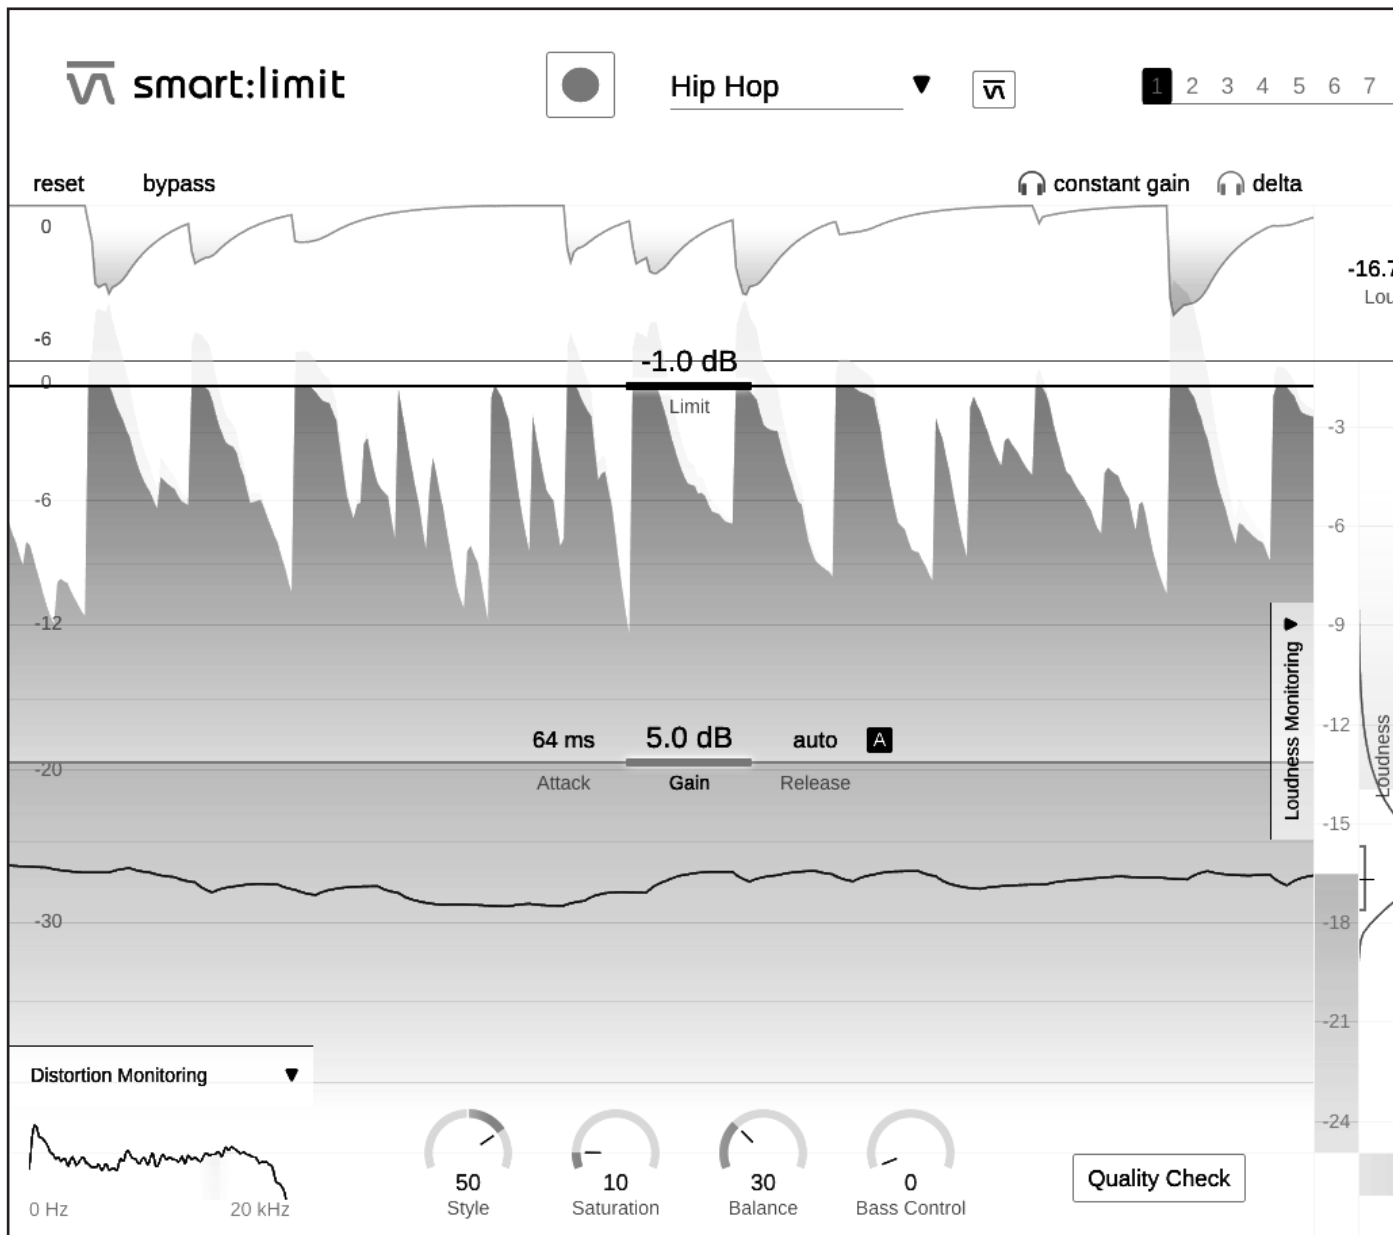 smart:limit
Hip Hop
1 2 3 4 5 6 7
reset bypass
constant gain delta
0
-16.7
Lou
-6
-1.0 dB
0
Limit
-3
-6
-6
-12
-9
Loudness Monitoring
-12
Loudness
64 ms 5.0 dB auto A
Attack Gain Release
-20
-15
-30
-18
-21
Distortion Monitoring
-24
50 10 30 0
Style Saturation Balance Bass Control
Quality Check
0 Hz 20 kHz